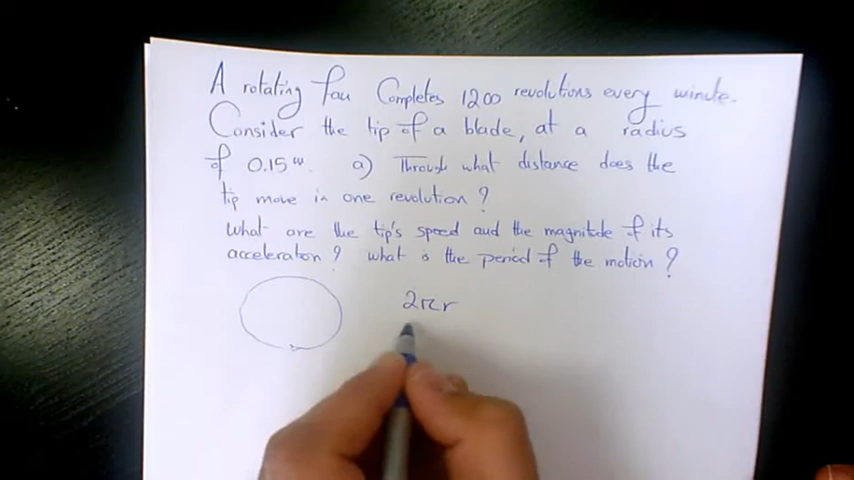 A rotating fan Completes 1200 revolutions every minute.
Consider the tip of a blade, at a radius
of 0.15 m. a) Through what distance does the
tip move in one revolution?
What are the tip's speed and the magnitude of its
acceleration? what is the period of the motion?
2πr